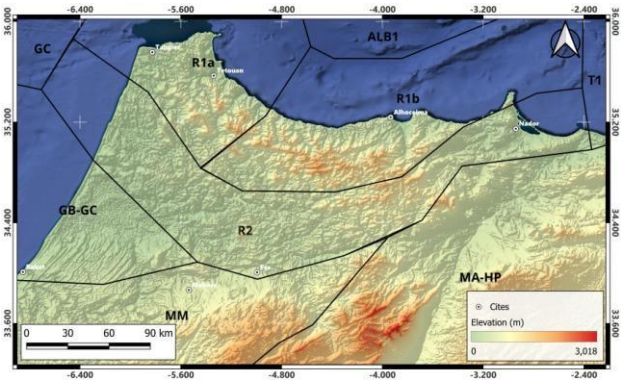 -6.400 -5.600 -4.800 -4.000 -3.200 -2.400
36.000 36.000
ALB1
GC
Tanger
R1a
Tetouan
T1
R1b
Alhoceima
35.200 35.200
Nador
GB-GC
34.400 34.400
R2
Rabat
MA-HP
MM
Cites
Elevation (m)
0 3,018
0 30 60 90 km
33.600 33.600
-6.400 -5.600 -4.800 -4.000 -3.200 -2.400